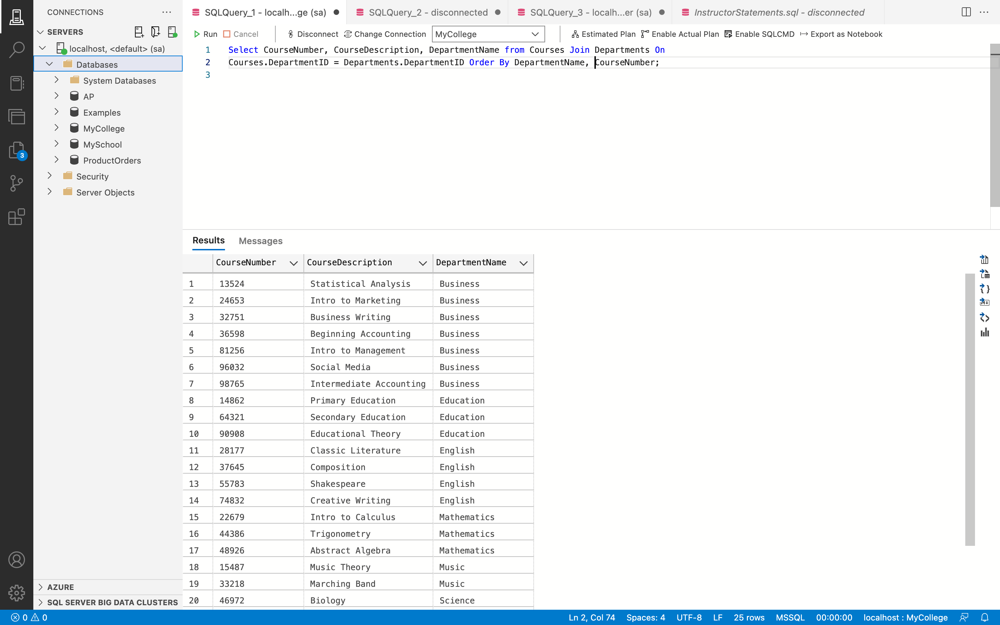 CONNECTIONS
SERVERS
localhost, <default> (sa)
Databases
System Databases
AP
Examples
MyCollege
MySchool
ProductOrders
Security
Server Objects
AZURE
SQL SERVER BIG DATA CLUSTERS
3
SQLQuery_1 - localh...ge (sa)
SQLQuery_2 - disconnected
SQLQuery_3 - localh...er (sa)
InstructorStatements.sql - disconnected
Run Cancel Disconnect Change Connection MyCollege Estimated Plan Enable Actual Plan Enable SQLCMD Export as Notebook
1 Select CourseNumber, CourseDescription, DepartmentName from Courses Join Departments On
2 Courses.DepartmentID = Departments.DepartmentID Order By DepartmentName, CourseNumber;
3
Results Messages
CourseNumber CourseDescription DepartmentName
1 13524 Statistical Analysis Business
2 24653 Intro to Marketing Business
3 32751 Business Writing Business
4 36598 Beginning Accounting Business
5 81256 Intro to Management Business
6 96032 Social Media Business
7 98765 Intermediate Accounting Business
8 14862 Primary Education Education
9 64321 Secondary Education Education
10 90908 Educational Theory Education
11 28177 Classic Literature English
12 37645 Composition English
13 55783 Shakespeare English
14 74832 Creative Writing English
15 22679 Intro to Calculus Mathematics
16 44386 Trigonometry Mathematics
17 48926 Abstract Algebra Mathematics
18 15487 Music Theory Music
19 33218 Marching Band Music
20 46972 Biology Science
0 0 Ln 2, Col 74 Spaces: 4 UTF-8 LF 25 rows MSSQL 00:00:00 localhost : MyCollege